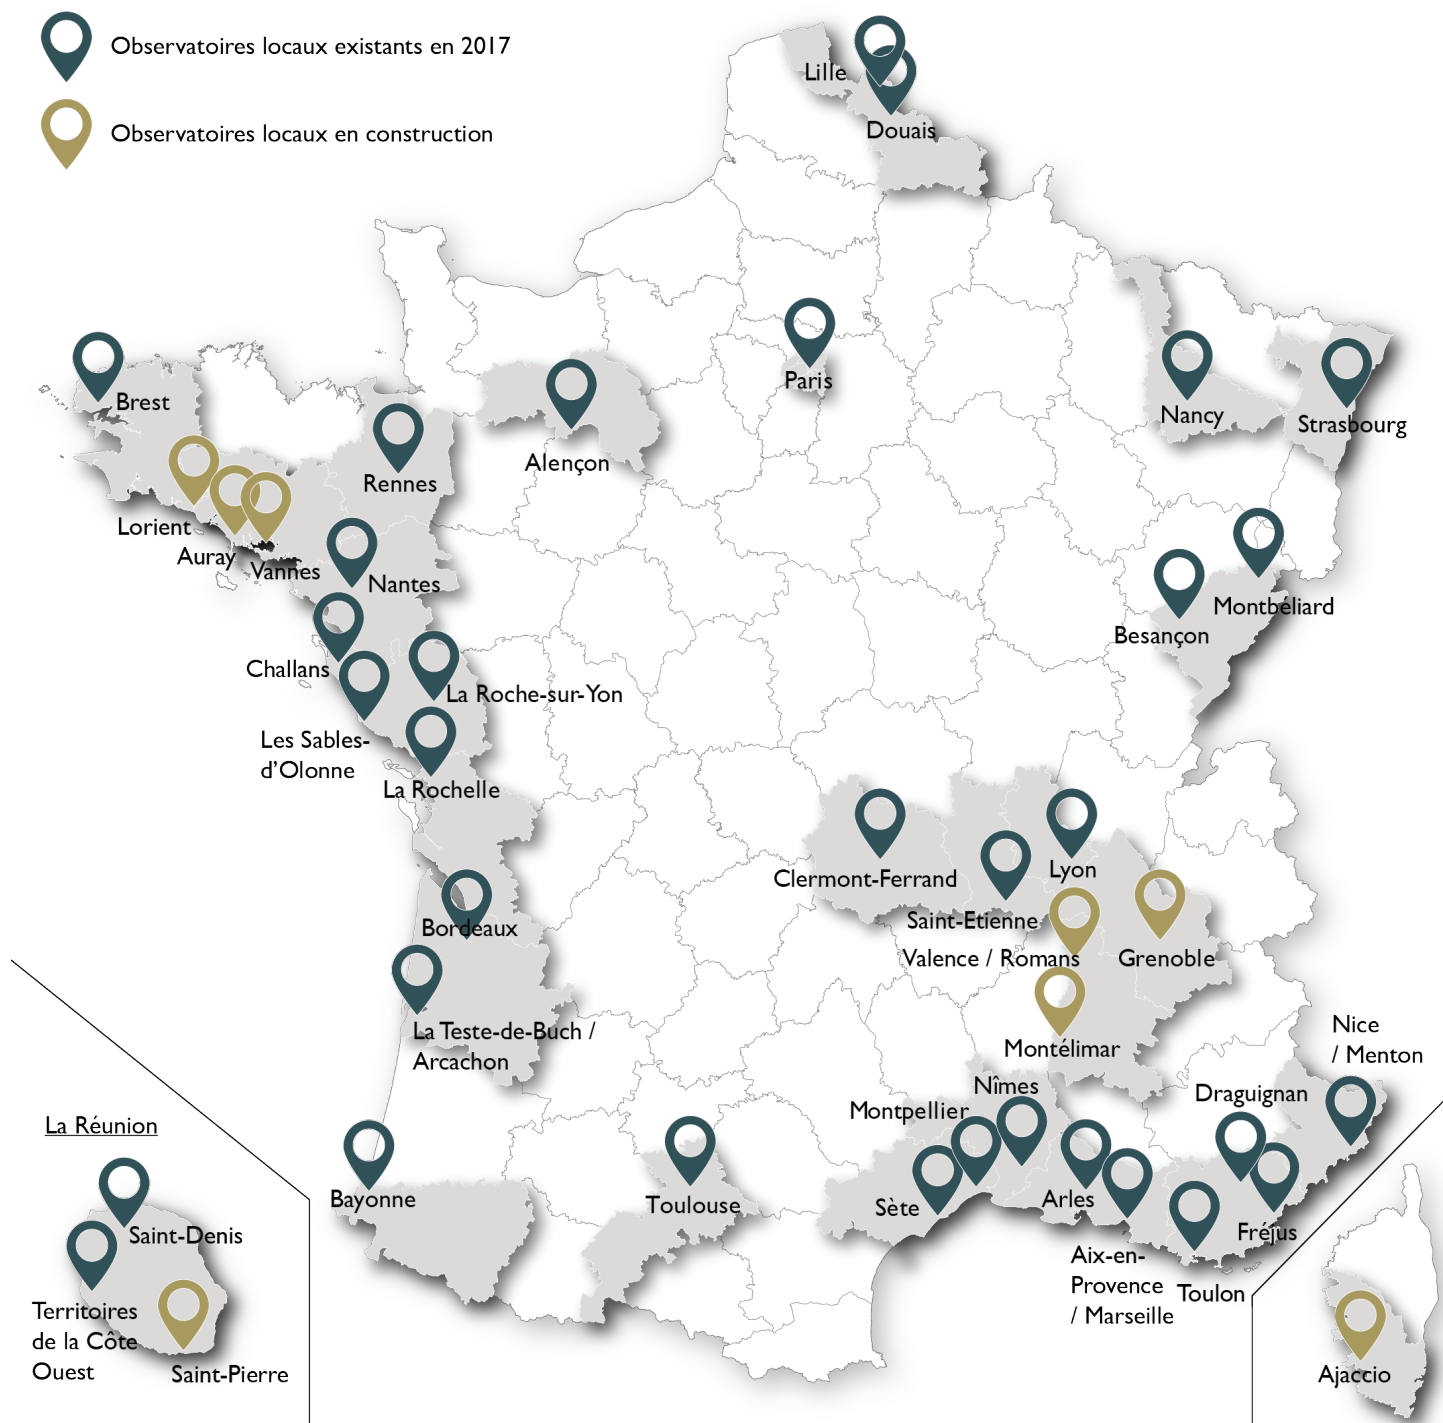 Observatoires locaux existants en 2017
Observatoires locaux en construction
Lille
Douais
Paris
Nancy
Strasbourg
Brest
Alençon
Rennes
Lorient
Auray
Vannes
Nantes
Montbéliard
Besançon
Challans
La Roche-sur-Yon
Les Sables-
d’Olonne
La Rochelle
Clermont-Ferrand
Lyon
Saint-Etienne
Bordeaux
Valence / Romans
Grenoble
La Teste-de-Buch /
Arcachon
Montélimar
Nice
/ Menton
Nîmes
Draguignan
Montpellier
La Réunion
Bayonne
Toulouse
Sète
Arles
Fréjus
Saint-Denis
Aix-en-
Provence
/ Marseille
Toulon
Territoires
de la Côte
Ouest
Saint-Pierre
Ajaccio